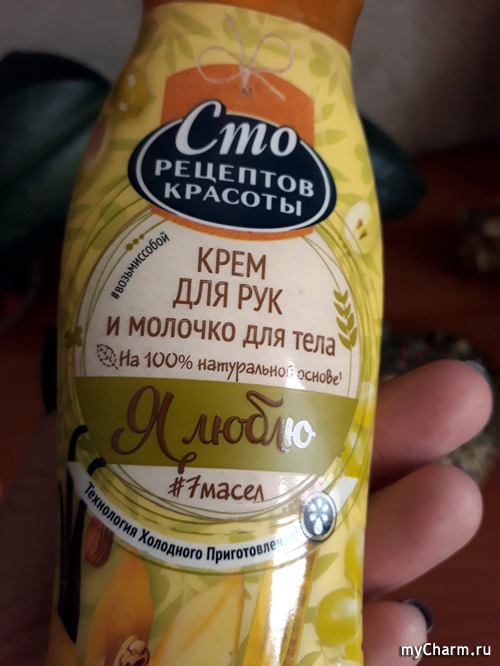 Сто
РЕЦЕПТОВ
КРАСОТЫ
#ВОЗЬМИССОБОЙ
КРЕМ
ДЛЯ РУК
И МОЛОЧКО ДЛЯ ТЕЛА
На 100% натуральной основе¹
Я люблю
#7масел
Технология Холодного Приготовления
myCharm.ru